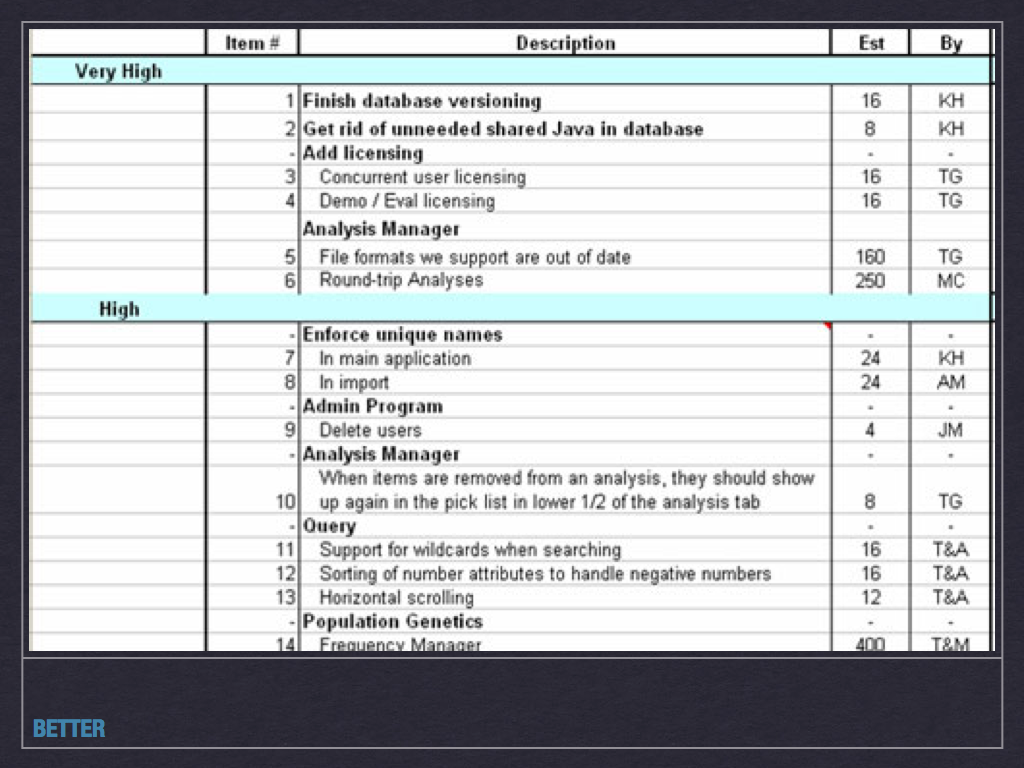 Item # Description Est By
Very High
1 Finish database versioning 16 KH
2 Get rid of unneeded shared Java in database 8 KH
- Add licensing - -
3 Concurrent user licensing 16 TG
4 Demo / Eval licensing 16 TG
Analysis Manager
5 File formats we support are out of date 160 TG
6 Round-trip Analyses 250 MC
High
- Enforce unique names - -
7 In main application 24 KH
8 In import 24 AM
- Admin Program - -
9 Delete users 4 JM
- Analysis Manager - -
When items are removed from an analysis, they should show
10 up again in the pick list in lower 1/2 of the analysis tab 8 TG
- Query - -
11 Support for wildcards when searching 16 T&A
12 Sorting of number attributes to handle negative numbers 16 T&A
13 Horizontal scrolling 12 T&A
- Population Genetics - -
14 Frequency Manager 400 T&M
BETTER